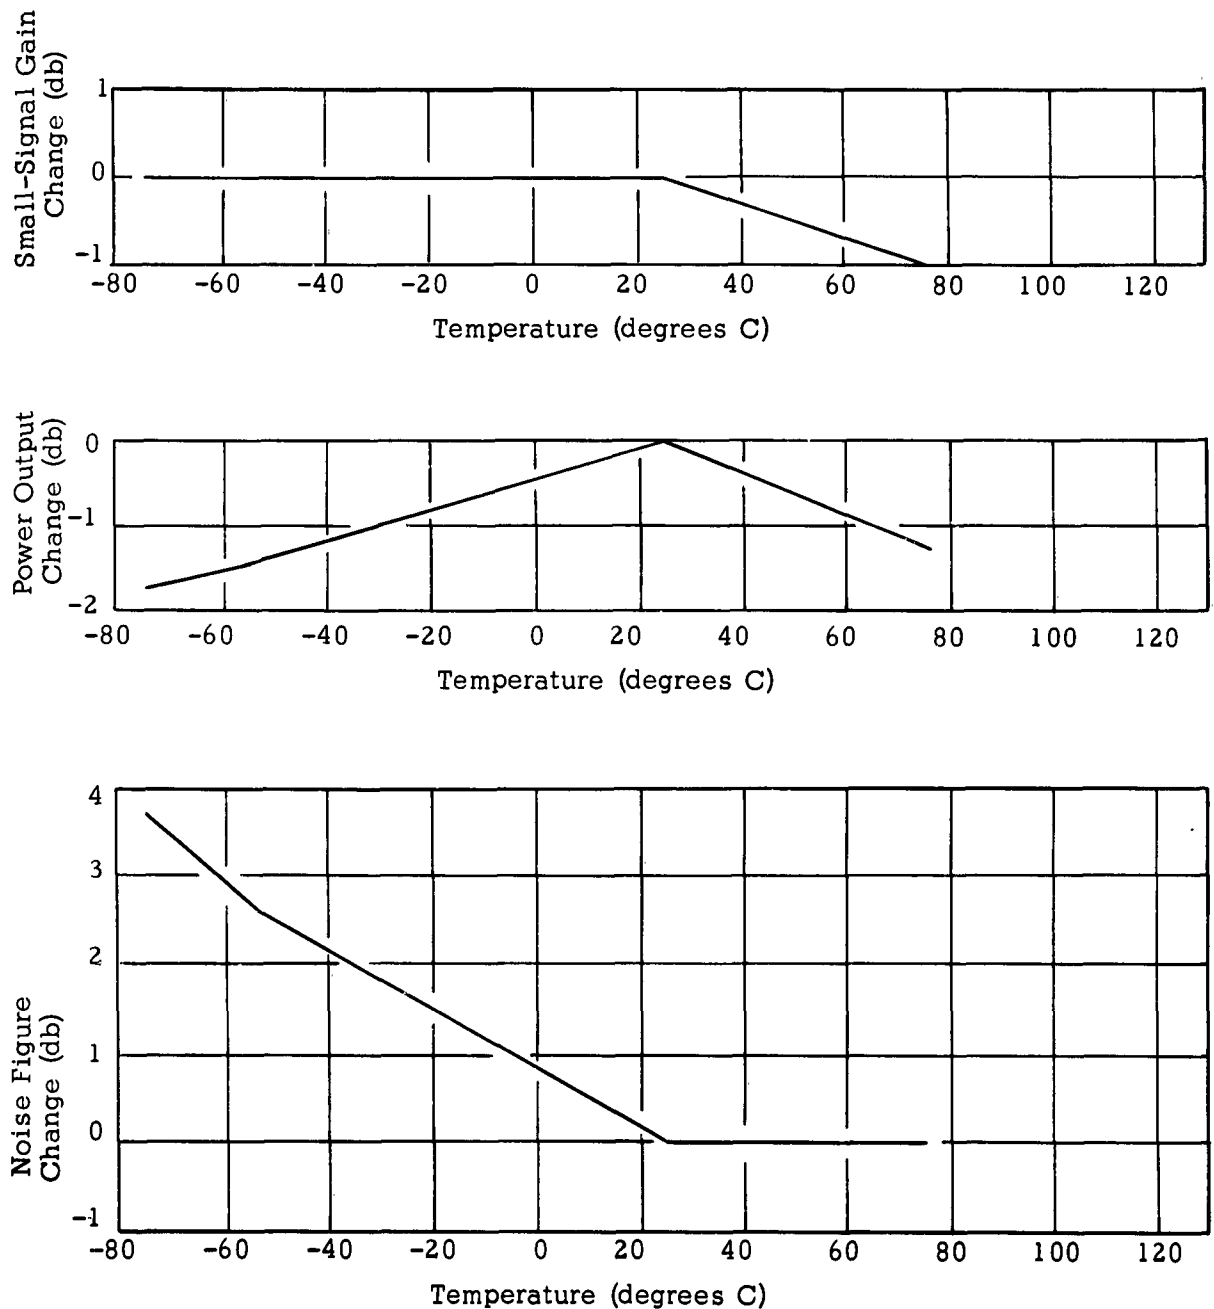 Small-Signal Gain
Change (db)
1
0
-1
-80 -60 -40 -20 0 20 40 60 80 100 120
Temperature (degrees C)
Power Output
Change (db)
0
-1
-2
-80 -60 -40 -20 0 20 40 60 80 100 120
Temperature (degrees C)
Noise Figure
Change (db)
4
3
2
1
0
-1
-80 -60 -40 -20 0 20 40 60 80 100 120
Temperature (degrees C)